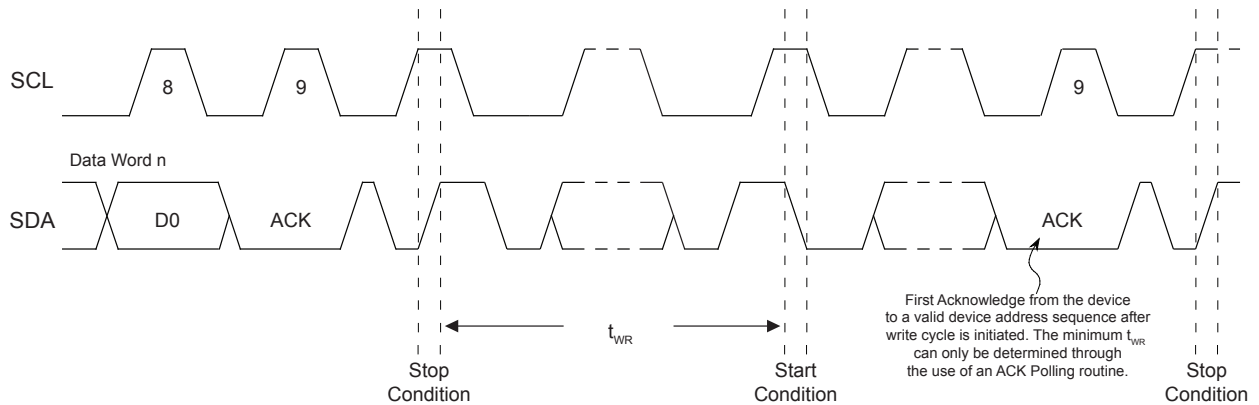 SCL
8
9
9
Data Word n
SDA
D0
ACK
ACK
First Acknowledge from the device
to a valid device address sequence after
write cycle is initiated. The minimum tWR
can only be determined through
the use of an ACK Polling routine.
tWR
Stop
Condition
Start
Condition
Stop
Condition